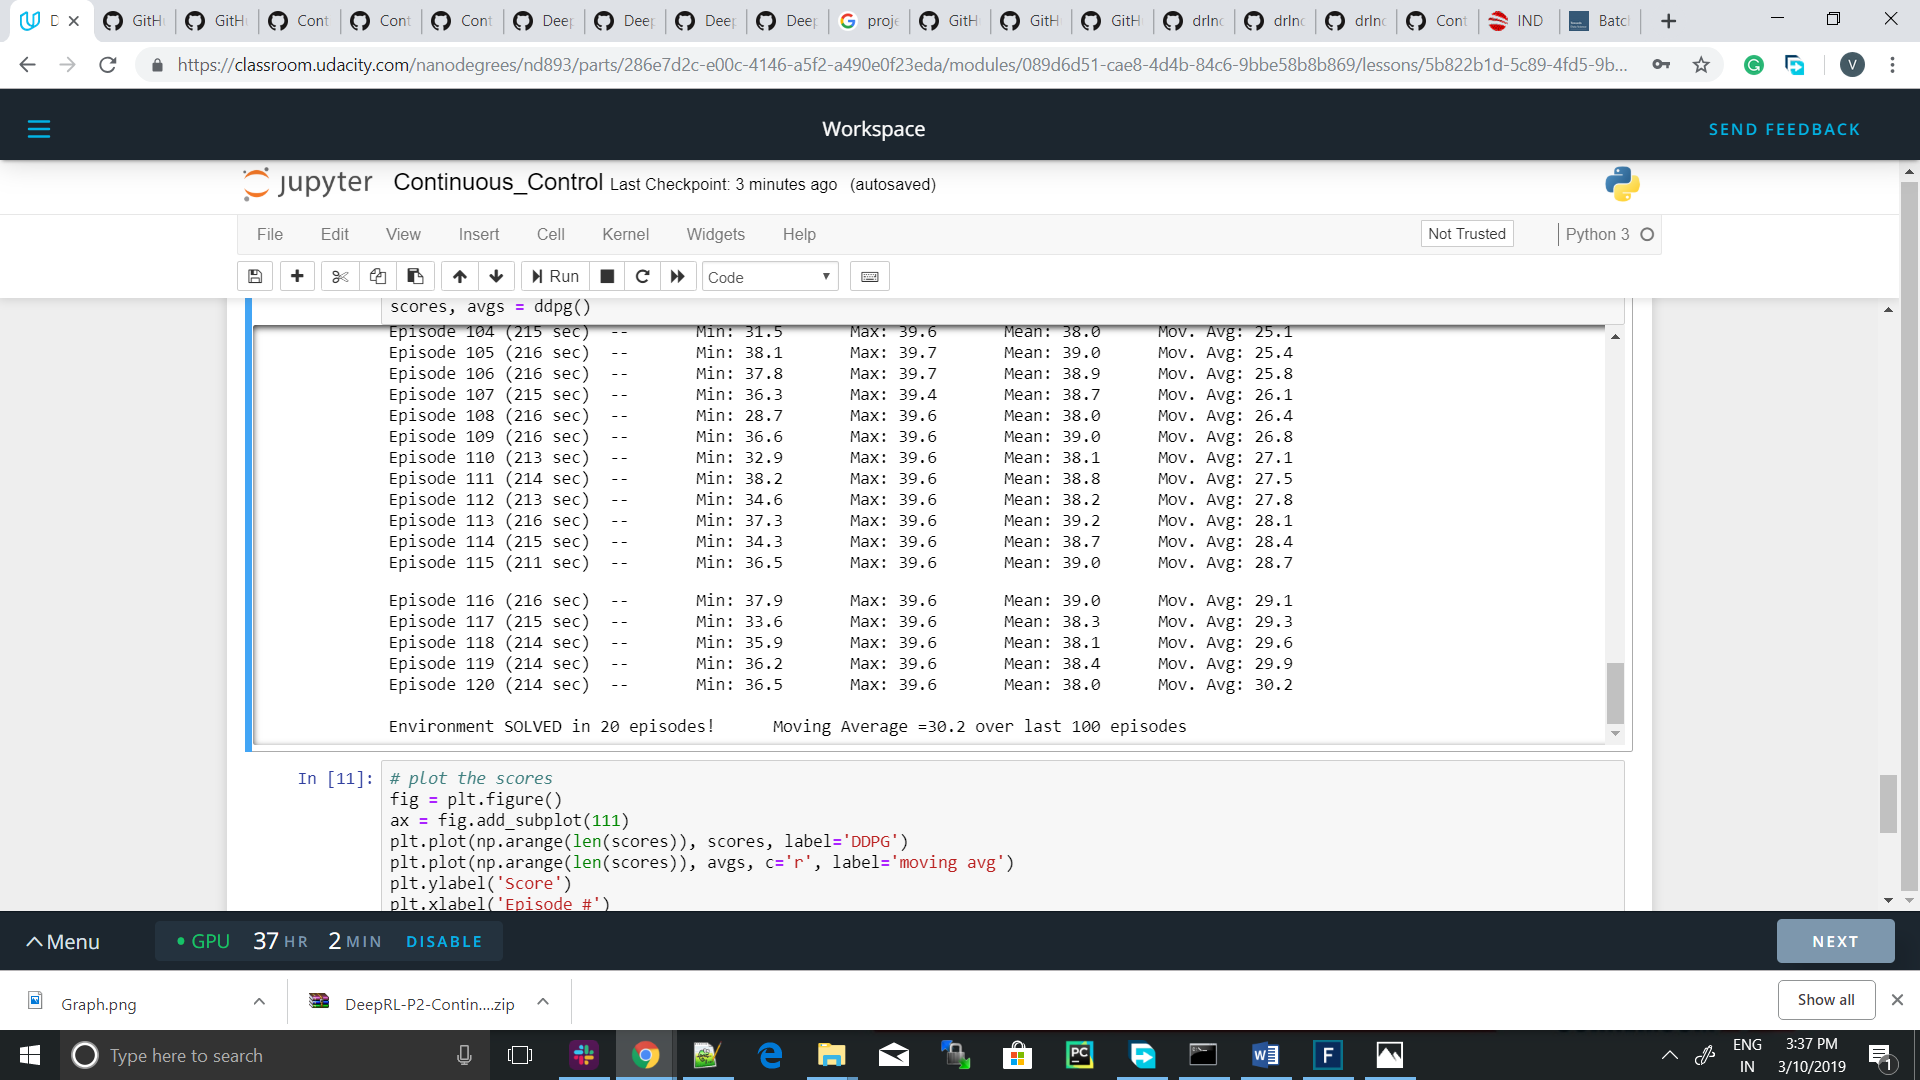 D
GitH
GitH
Cont
Cont
Cont
Deep
Deep
Deep
Deep
proje
GitH
GitH
GitH
drlnd
drlnd
drlnd
Cont
IND
Batch
https://classroom.udacity.com/nanodegrees/nd893/parts/286e7d2c-e00c-4146-a5f2-a490e0f23eda/modules/089d6d51-cae8-4d4b-84c6-9bbe58b8b869/lessons/5b822b1d-5c89-4fd5-9b...
V
Workspace
SEND FEEDBACK
jupyter Continuous_Control Last Checkpoint: 3 minutes ago (autosaved)
File Edit View Insert Cell Kernel Widgets Help Not Trusted Python 3
Run Code
scores, avgs = ddpg()
Episode 104 (215 sec) -- Min: 31.5 Max: 39.6 Mean: 38.0 Mov. Avg: 25.1
Episode 105 (216 sec) -- Min: 38.1 Max: 39.7 Mean: 39.0 Mov. Avg: 25.4
Episode 106 (216 sec) -- Min: 37.8 Max: 39.7 Mean: 38.9 Mov. Avg: 25.8
Episode 107 (215 sec) -- Min: 36.3 Max: 39.4 Mean: 38.7 Mov. Avg: 26.1
Episode 108 (216 sec) -- Min: 28.7 Max: 39.6 Mean: 38.0 Mov. Avg: 26.4
Episode 109 (216 sec) -- Min: 36.6 Max: 39.6 Mean: 39.0 Mov. Avg: 26.8
Episode 110 (213 sec) -- Min: 32.9 Max: 39.6 Mean: 38.1 Mov. Avg: 27.1
Episode 111 (214 sec) -- Min: 38.2 Max: 39.6 Mean: 38.8 Mov. Avg: 27.5
Episode 112 (213 sec) -- Min: 34.6 Max: 39.6 Mean: 38.2 Mov. Avg: 27.8
Episode 113 (216 sec) -- Min: 37.3 Max: 39.6 Mean: 39.2 Mov. Avg: 28.1
Episode 114 (215 sec) -- Min: 34.3 Max: 39.6 Mean: 38.7 Mov. Avg: 28.4
Episode 115 (211 sec) -- Min: 36.5 Max: 39.6 Mean: 39.0 Mov. Avg: 28.7
Episode 116 (216 sec) -- Min: 37.9 Max: 39.6 Mean: 39.0 Mov. Avg: 29.1
Episode 117 (215 sec) -- Min: 33.6 Max: 39.6 Mean: 38.3 Mov. Avg: 29.3
Episode 118 (214 sec) -- Min: 35.9 Max: 39.6 Mean: 38.1 Mov. Avg: 29.6
Episode 119 (214 sec) -- Min: 36.2 Max: 39.6 Mean: 38.4 Mov. Avg: 29.9
Episode 120 (214 sec) -- Min: 36.5 Max: 39.6 Mean: 38.0 Mov. Avg: 30.2
Environment SOLVED in 20 episodes! Moving Average =30.2 over last 100 episodes
In [11]: # plot the scores
fig = plt.figure()
ax = fig.add_subplot(111)
plt.plot(np.arange(len(scores)), scores, label='DDPG')
plt.plot(np.arange(len(scores)), avgs, c='r', label='moving avg')
plt.ylabel('Score')
plt.xlabel('Episode #')
Menu GPU 37 HR 2 MIN DISABLE NEXT
Graph.png DeepRL-P2-Contin....zip Show all
Type here to search
ENG
IN
3:37 PM
3/10/2019
1